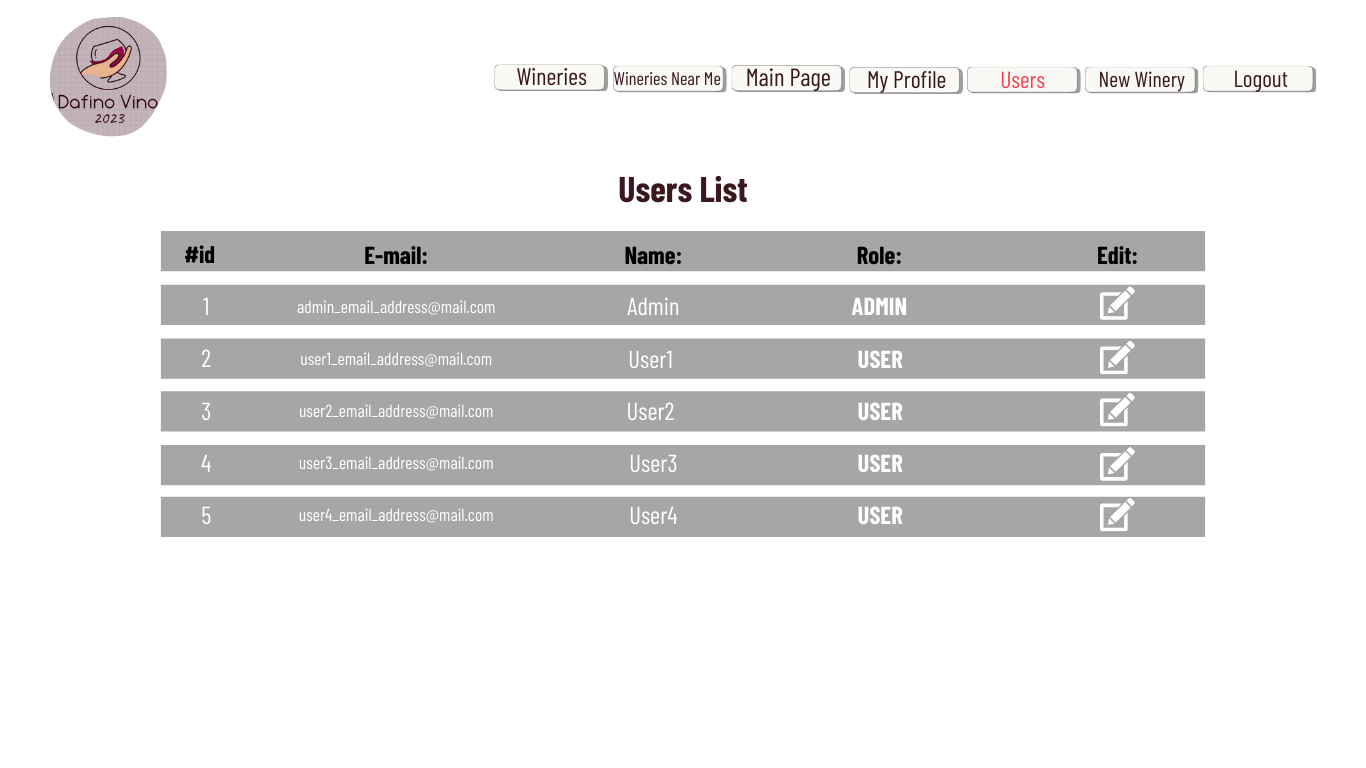 Dafino Vino
2023
Wineries Wineries Near Me Main Page My Profile Users New Winery Logout
Users List
#id E-mail: Name: Role: Edit:
1 admin_email_address@mail.com Admin ADMIN
2 user1_email_address@mail.com User1 USER
3 user2_email_address@mail.com User2 USER
4 user3_email_address@mail.com User3 USER
5 user4_email_address@mail.com User4 USER